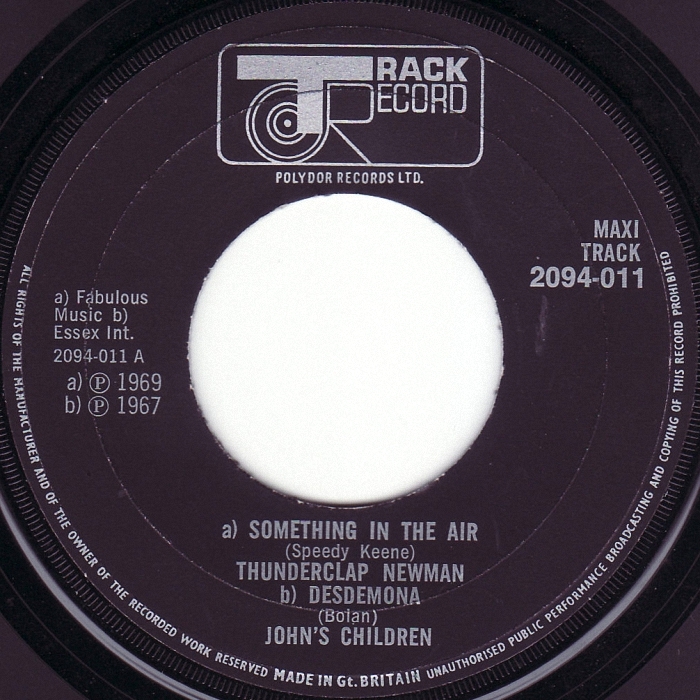 TRACK
RECORD
POLYDOR RECORDS LTD.
MAXI
TRACK
2094-011
a) Fabulous
Music b)
Essex Int.
2094-011 A
a) Ⓟ 1969
b) Ⓟ 1967
a) SOMETHING IN THE AIR
(Speedy Keene)
THUNDERCLAP NEWMAN
b) DESDEMONA
(Bolan)
JOHN'S CHILDREN
ALL RIGHTS OF THE MANUFACTURER AND OF THE OWNER OF THE RECORDED WORK RESERVED MADE IN Gt. BRITAIN UNAUTHORISED PUBLIC PERFORMANCE BROADCASTING AND COPYING OF THIS RECORD PROHIBITED